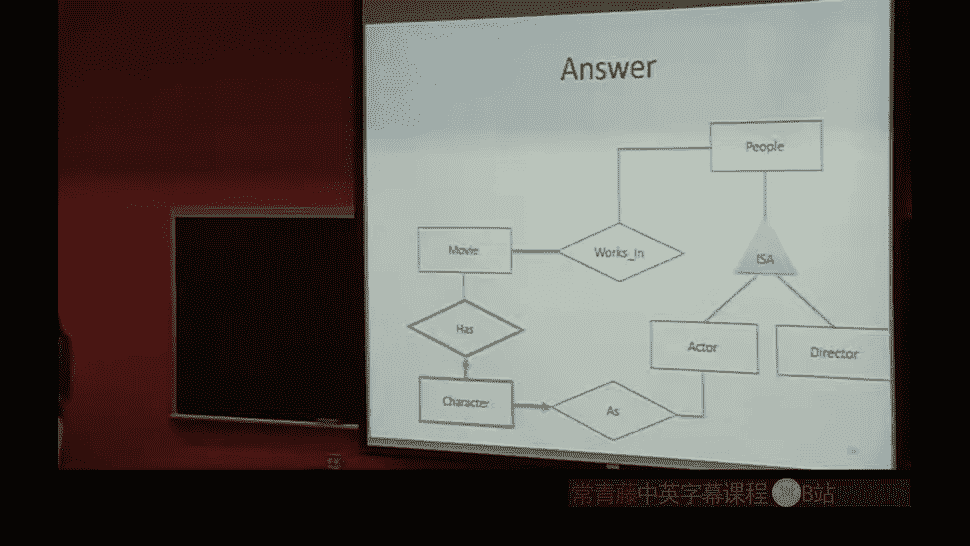 Answer
People
Movie
Works_In
ISA
Has
Actor
Director
Character
As
常青藤中英字幕课程
B站